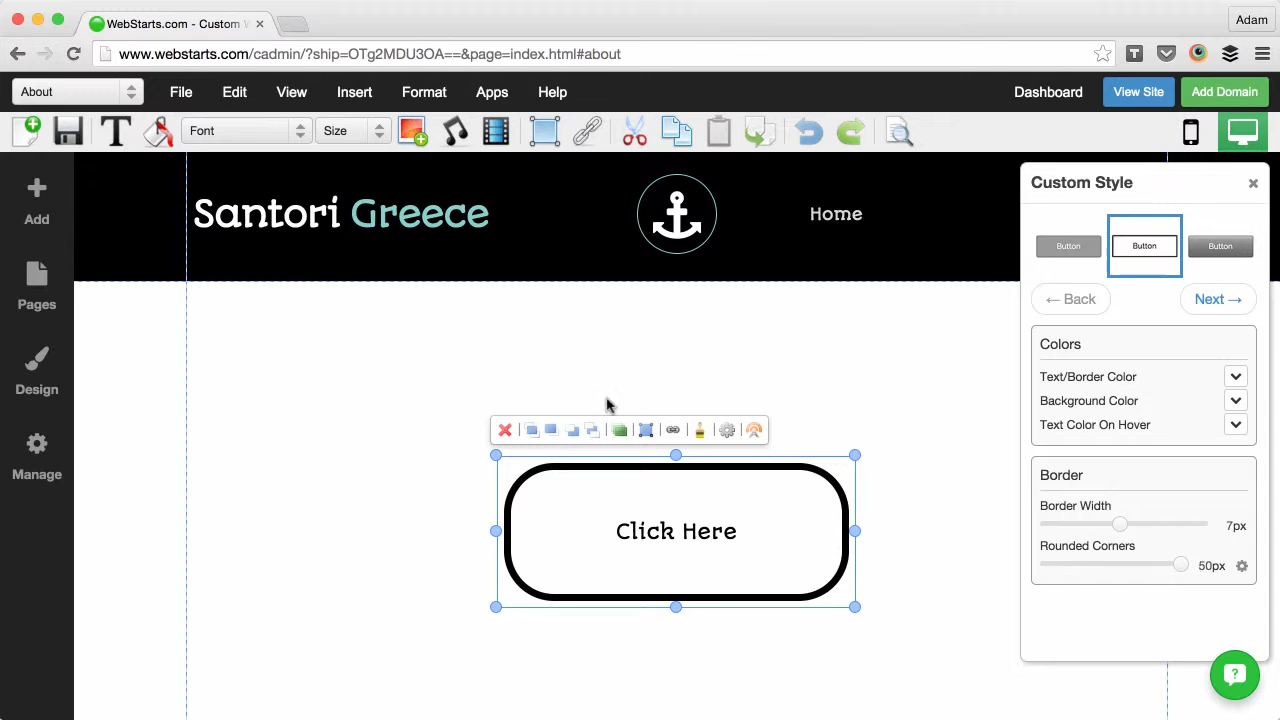 WebStarts.com - Custom W
Adam
www.webstarts.com/cadmin/?ship=OTg2MDU3OA==&page=index.html#about
About
File
Edit
View
Insert
Format
Apps
Help
Dashboard
View Site
Add Domain
Font
Size
Add
Pages
Design
Manage
Santori Greece
Home
Click Here
Custom Style
Button
Button
Button
← Back
Next →
Colors
Text/Border Color
Background Color
Text Color On Hover
Border
Border Width
7px
Rounded Corners
50px